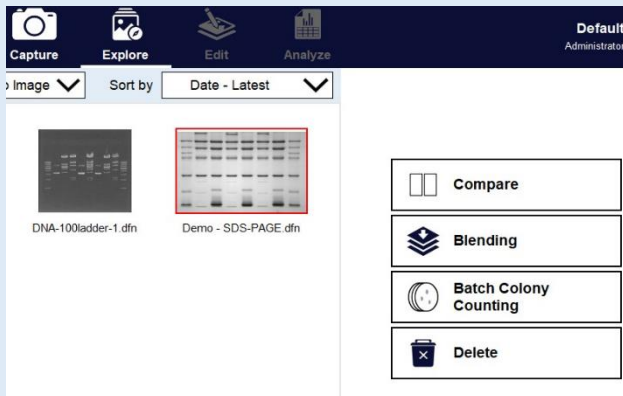 Capture Explore Edit Analyze
Default
Administrator
Image Sort by Date - Latest
DNA-100ladder-1.dfn Demo - SDS-PAGE.dfn
Compare
Blending
Batch Colony
Counting
Delete